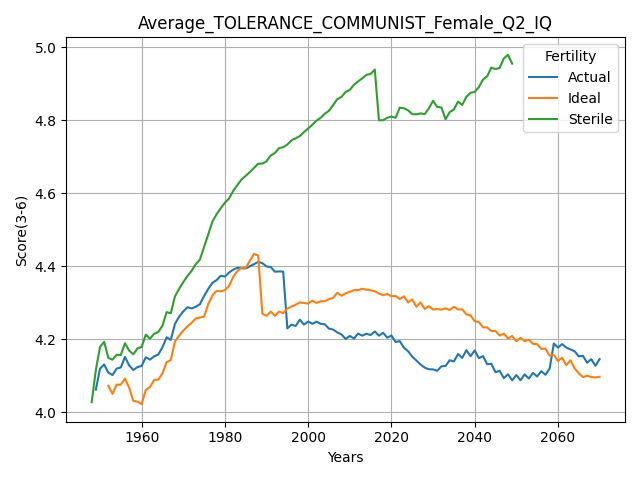 Average_TOLERANCE_COMMUNIST_Female_Q2_IQ
Fertility
Actual
Ideal
Sterile
Score(3-6)
5.0
4.8
4.6
4.4
4.2
4.0
1960 1980 2000 2020 2040 2060
Years